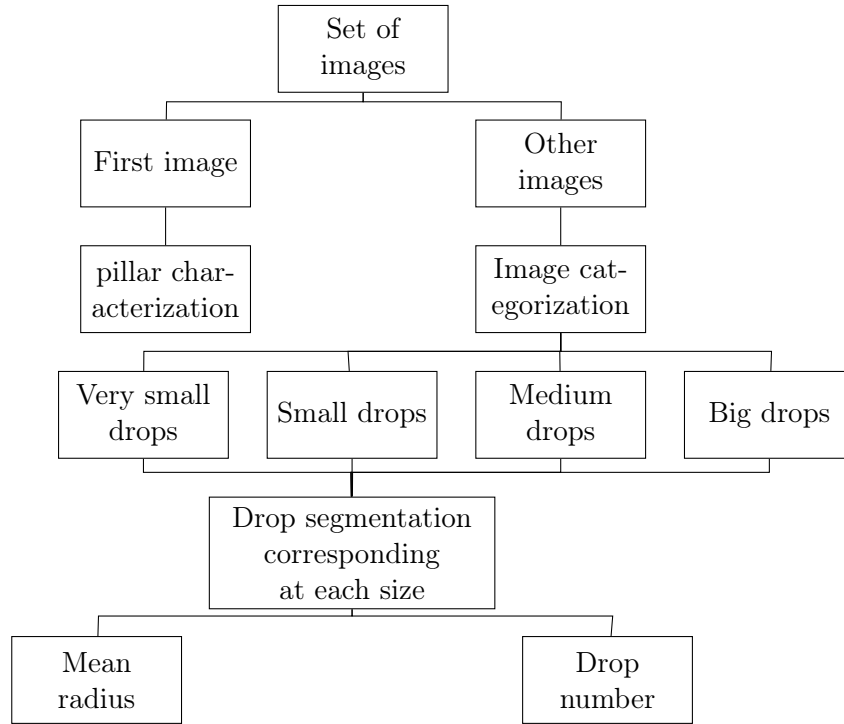 Set of
images
First image
Other
images
pillar char-
acterization
Image cat-
egorization
Very small
drops
Small drops
Medium
drops
Big drops
Drop segmentation
corresponding
at each size
Mean
radius
Drop
number